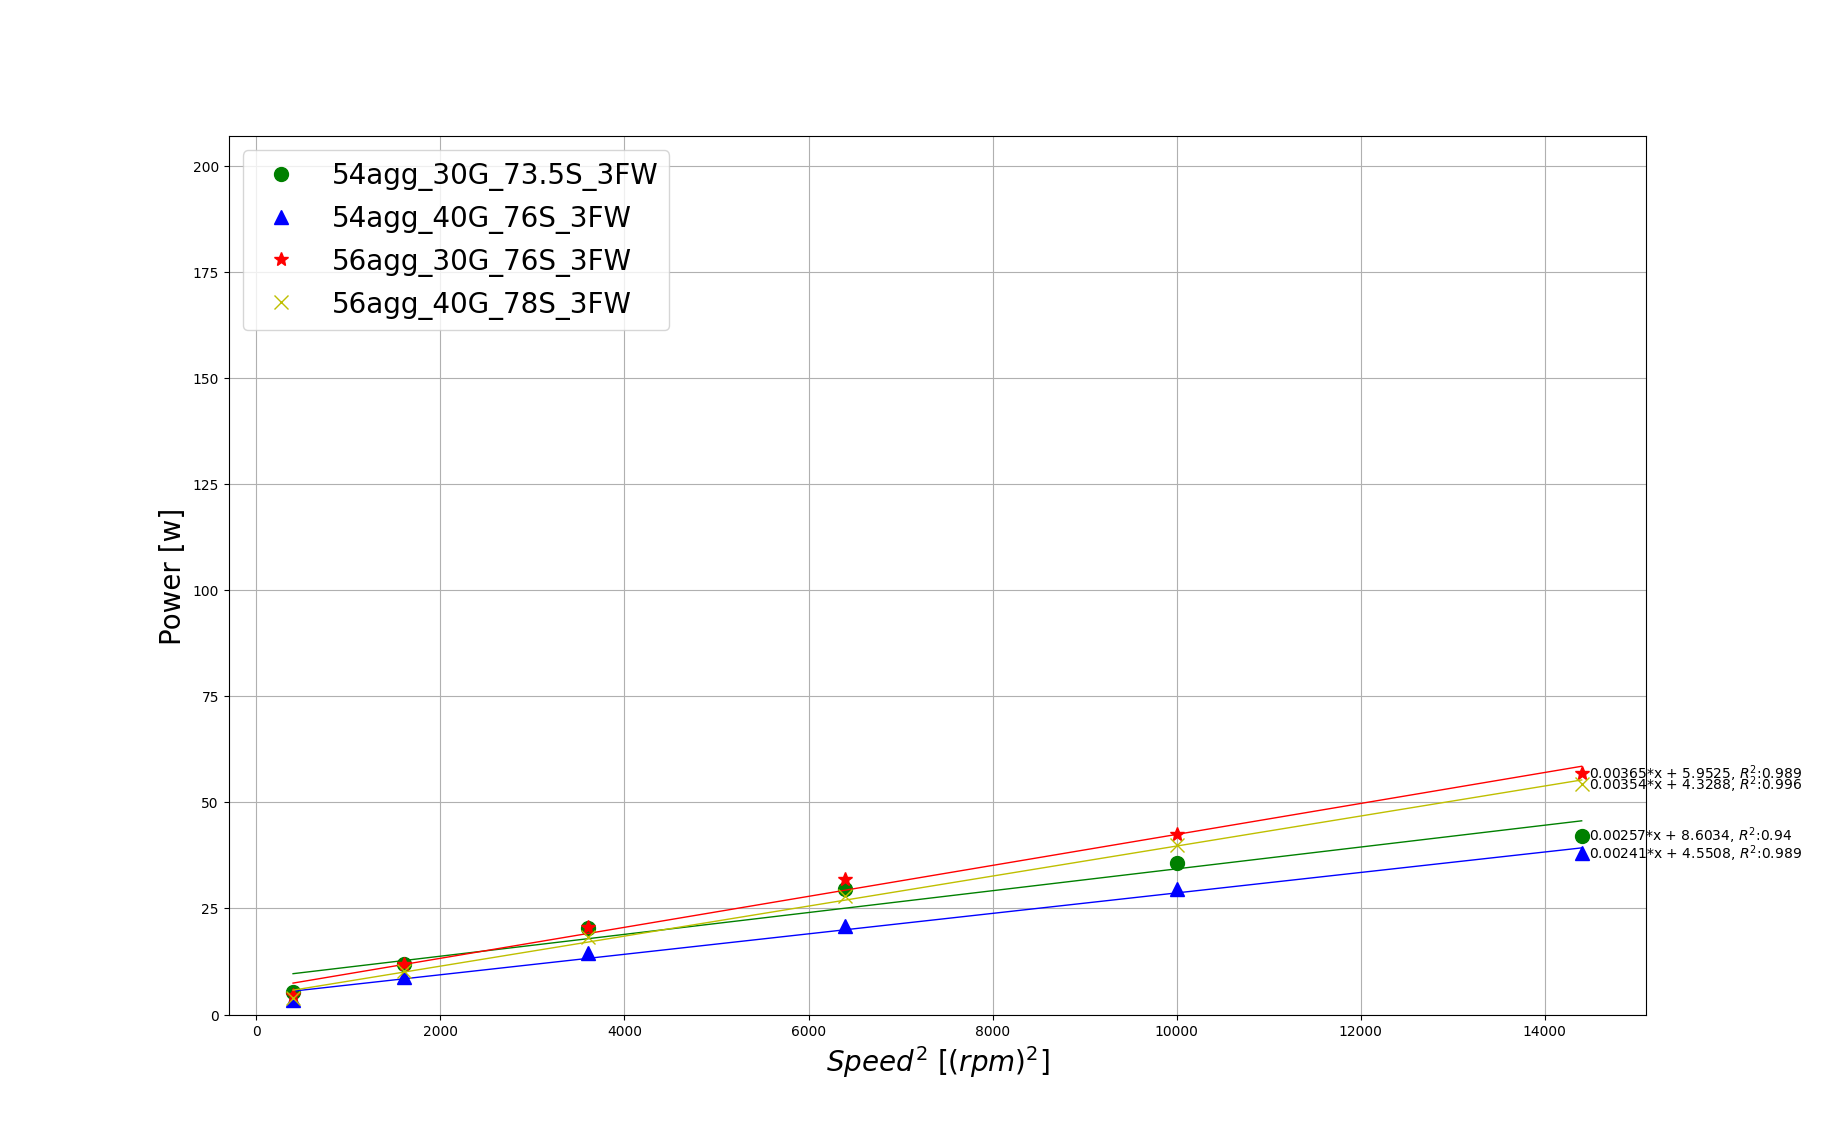 54agg_30G_73.5S_3FW
54agg_40G_76S_3FW
56agg_30G_76S_3FW
56agg_40G_78S_3FW
200
175
150
125
100
75
50
25
0
Power [w]
0.00365*x + 5.9525, R²:0.989
0.00354*x + 4.3288, R²:0.996
0.00257*x + 8.6034, R²:0.94
0.00241*x + 4.5508, R²:0.989
0 2000 4000 6000 8000 10000 12000 14000
Speed² [(rpm)²]